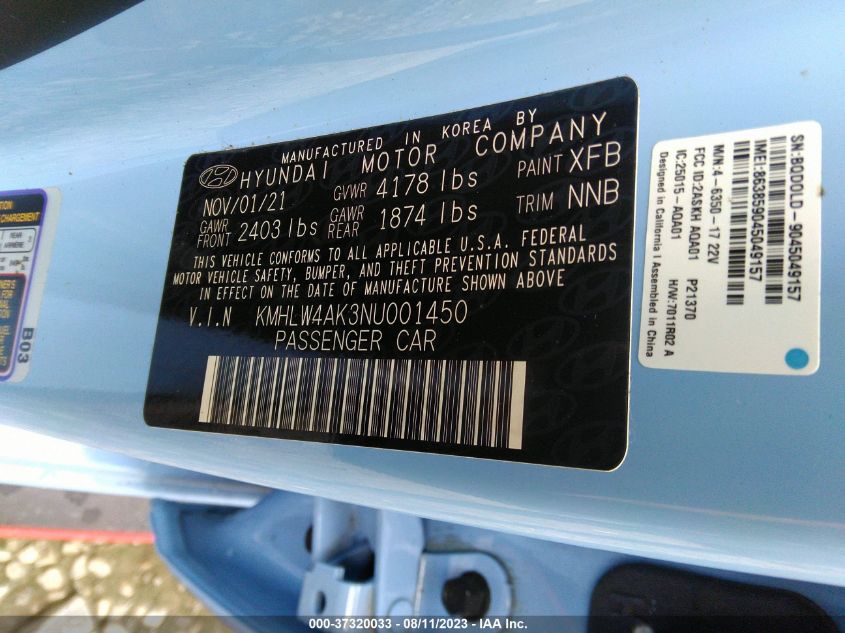 MANUFACTURED IN KOREA BY
HYUNDAI MOTOR COMPANY
NOV/01/21 GVWR 4178 lbs PAINT XFB
GAWR FRONT 2403 lbs GAWR REAR 1874 lbs TRIM NNB
THIS VEHICLE CONFORMS TO ALL APPLICABLE U.S.A. FEDERAL
MOTOR VEHICLE SAFETY, BUMPER, AND THEFT PREVENTION STANDARDS
IN EFFECT ON THE DATE OF MANUFACTURE SHOWN ABOVE
V.I.N KMHLW4AK3NU001450
PASSENGER CAR
SN:BODOLD-9045049157
IMEI:863859045049157
M/N:4-6350-17 22V
FCC ID:2ASKH AQA01 P21370
IC:25015-AQA01 H/W:7011R02 A
Designed in California I Assembled in China
B03
000-37320033 - 08/11/2023 - IAA Inc.